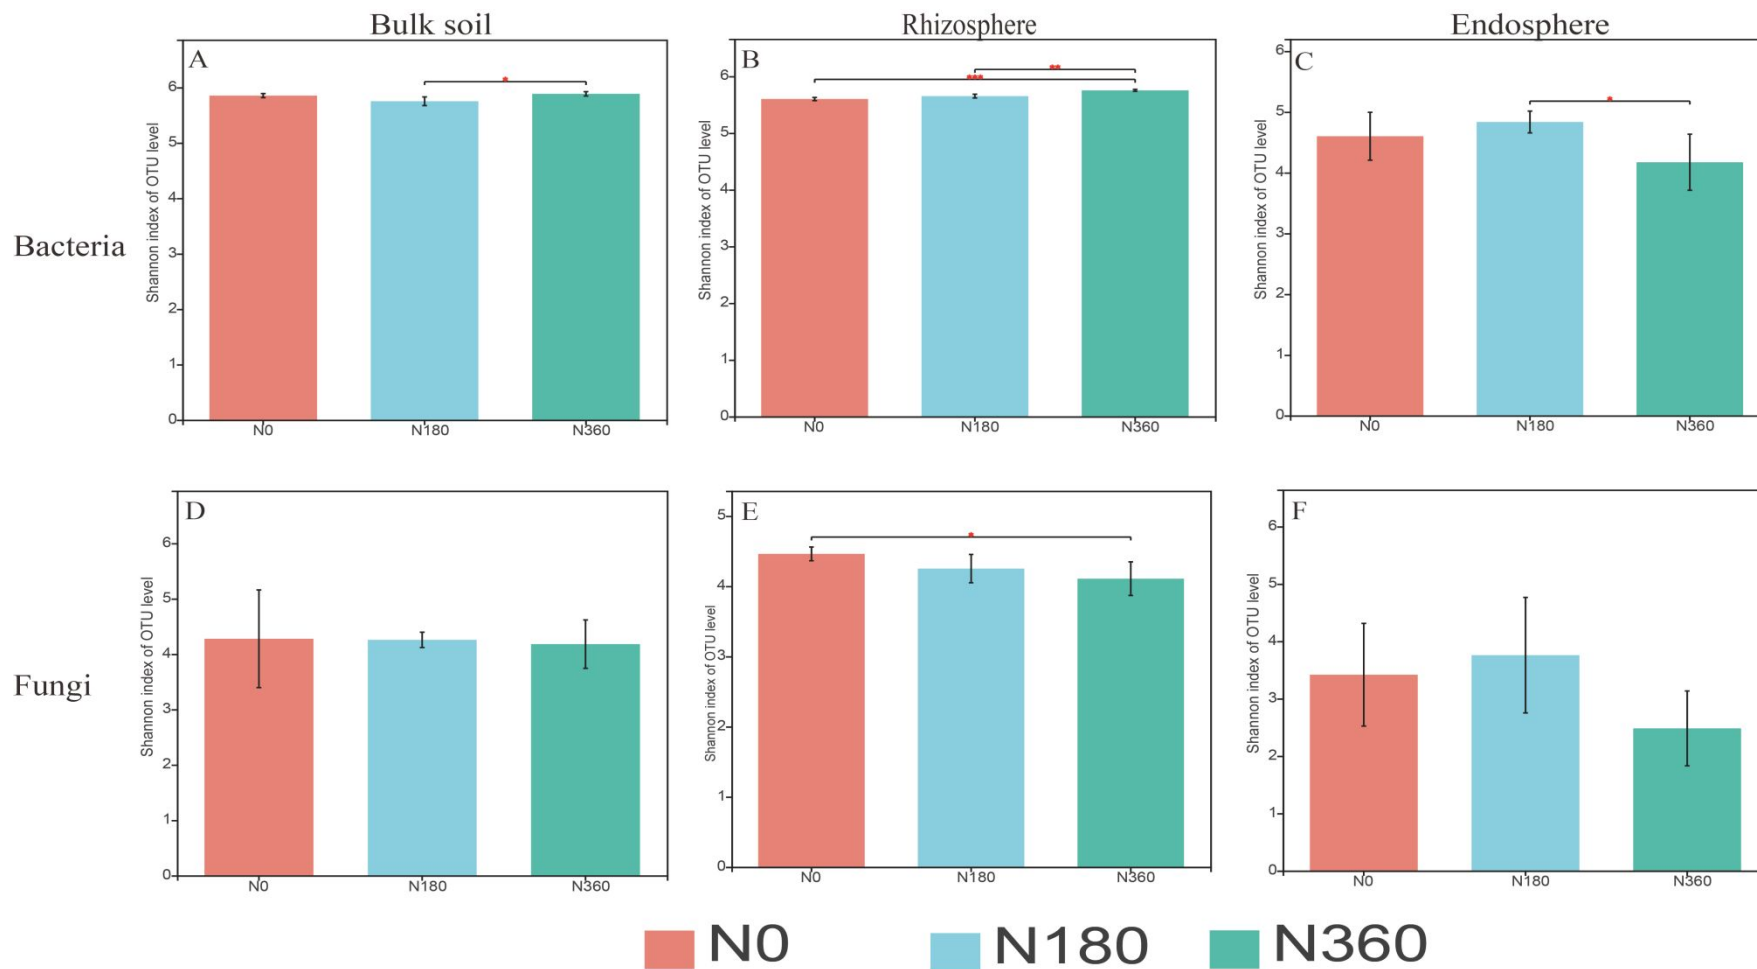 Bulk soil
Rhizosphere
Endosphere
Bacteria
A
Shannon index of OTU level
6
5
4
3
2
1
0
*
N0
N180
N360
B
Shannon index of OTU level
6
5
4
3
2
1
0
**
***
N0
N180
N360
C
Shannon index of OTU level
6
5
4
3
2
1
0
*
N0
N180
N360
Fungi
D
Shannon index of OTU level
6
5
4
3
2
1
0
N0
N180
N360
E
Shannon index of OTU level
5
4
3
2
1
0
*
N0
N180
N360
F
Shannon index of OTU level
6
5
4
3
2
1
0
N0
N180
N360
N0
N180
N360